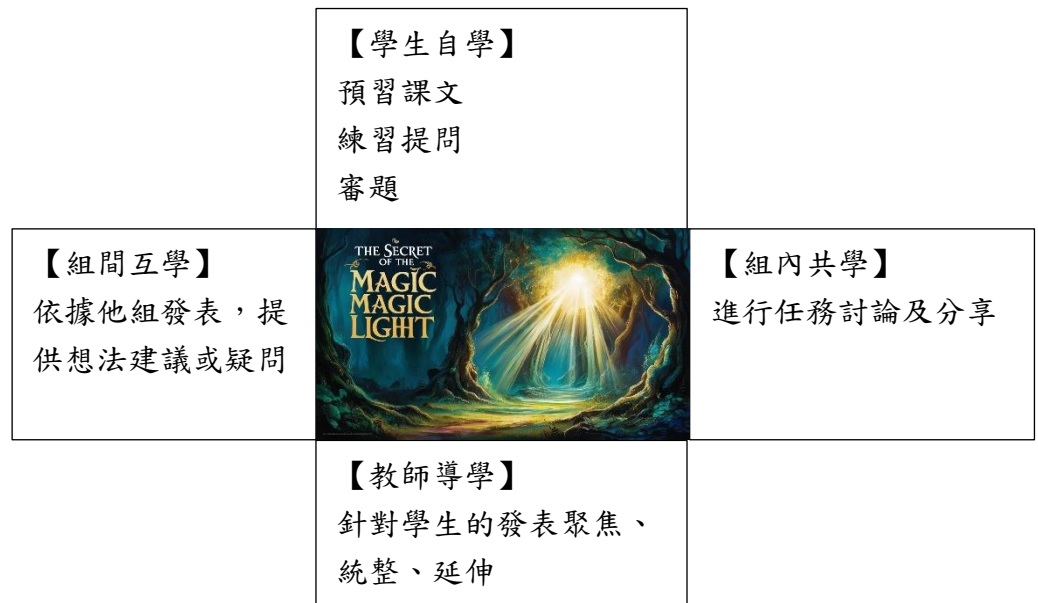 【學生自學】
預習課文
練習提問
審題
【組間互學】
依據他組發表，提
供想法建議或疑問
THE SECRET
OF THE
MAGIC
MAGIC
LIGHHT
【組內共學】
進行任務討論及分享
【教師導學】
針對學生的發表聚焦、
統整、延伸